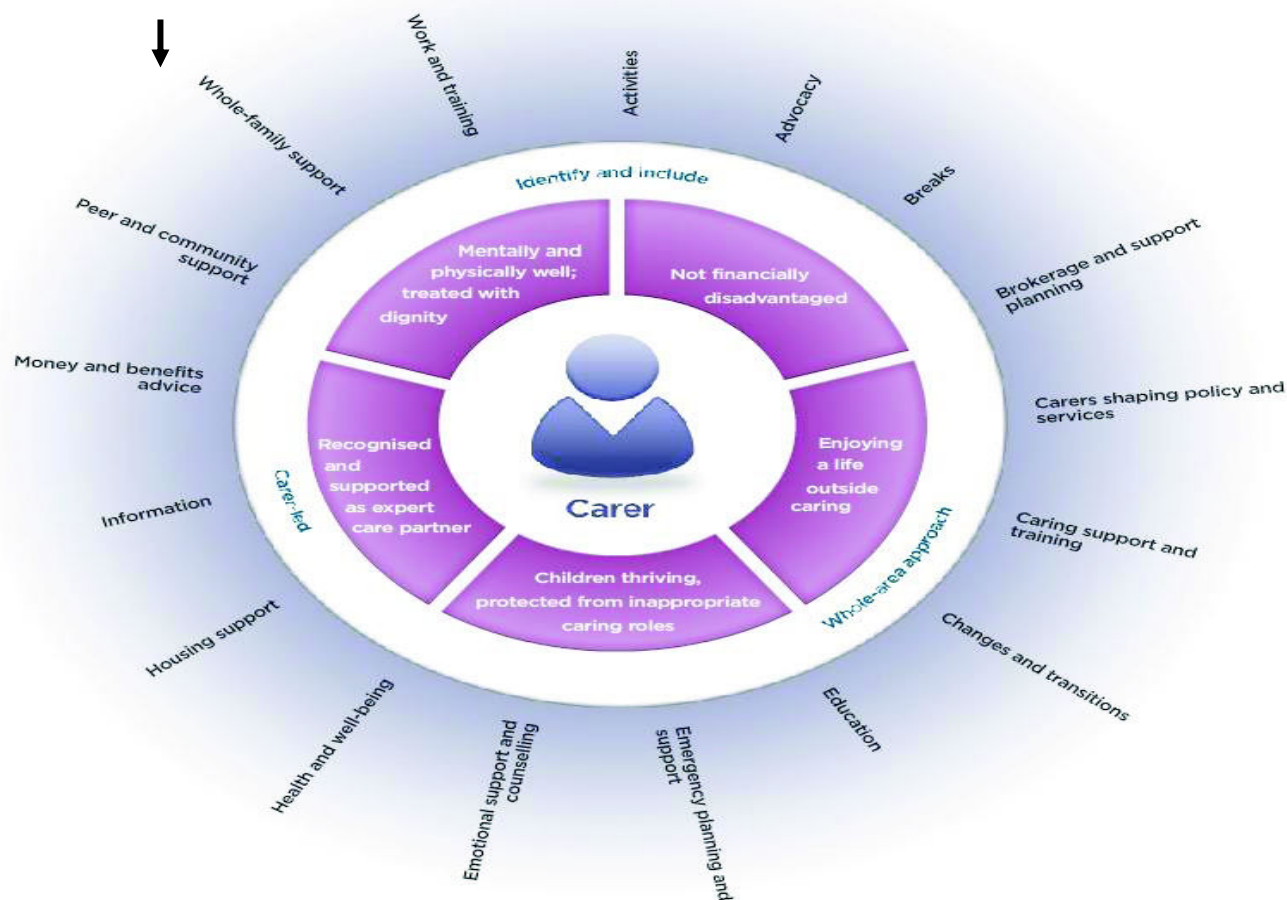 Work and training
Activities
Advocacy
Breaks
Brokerage and support
planning
Carers shaping policy and
services
Caring support and
training
Changes and transitions
Education
Emergency planning and
support
Emotional support and
counselling
Health and well-being
Housing support
Information
Money and benefits
advice
Peer and community
support
Whole-family support
Identify and include
Whole-area approach
Carer-led
Mentally and
physically well;
treated with
dignity
Not financially
disadvantaged
Enjoying
a life
outside
caring
Children thriving,
protected from inappropriate
caring roles
Recognised
and
supported
as expert
care partner
Carer